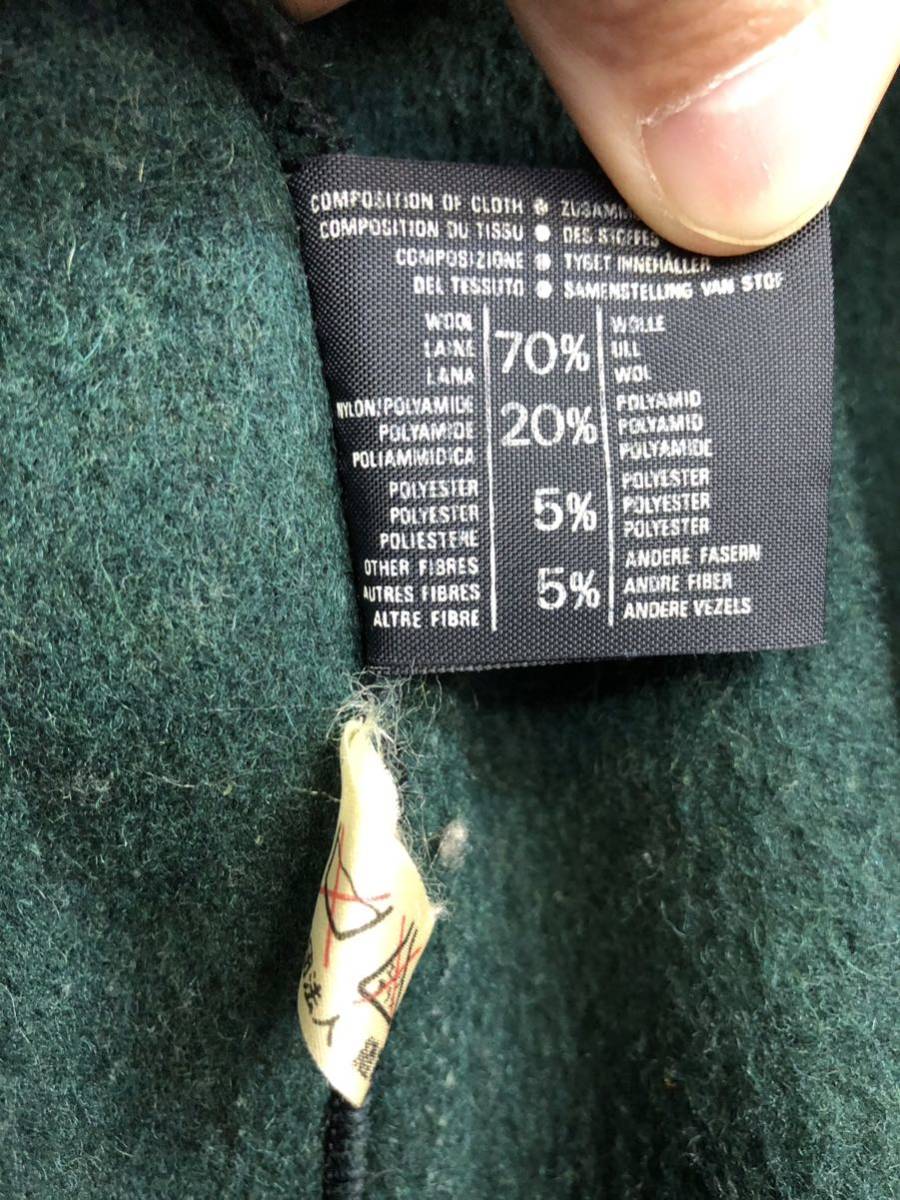 COMPOSITION OF CLOTH ●
COMPOSITION DU TISSU ● DES STOFFES
COMPOSIZIONE ● TYGET INNEHÅLLER
DEL TESSUTO ● SAMENSTELLING VAN STOF
WOOL WOLLE
LAINE 70% ULL
LANA WOL
NYLON/POLYAMIDE POLYAMID
POLYAMIDE 20% POLYAMID
POLIAMMIDICA POLYAMIDE
POLYESTER POLYESTER
POLYESTER 5% POLYESTER
POLIESTERE POLYESTER
OTHER FIBRES ANDERE FASERN
AUTRES FIBRES 5% ANDRE FIBER
ALTRE FIBRE ANDERE VEZELS
法